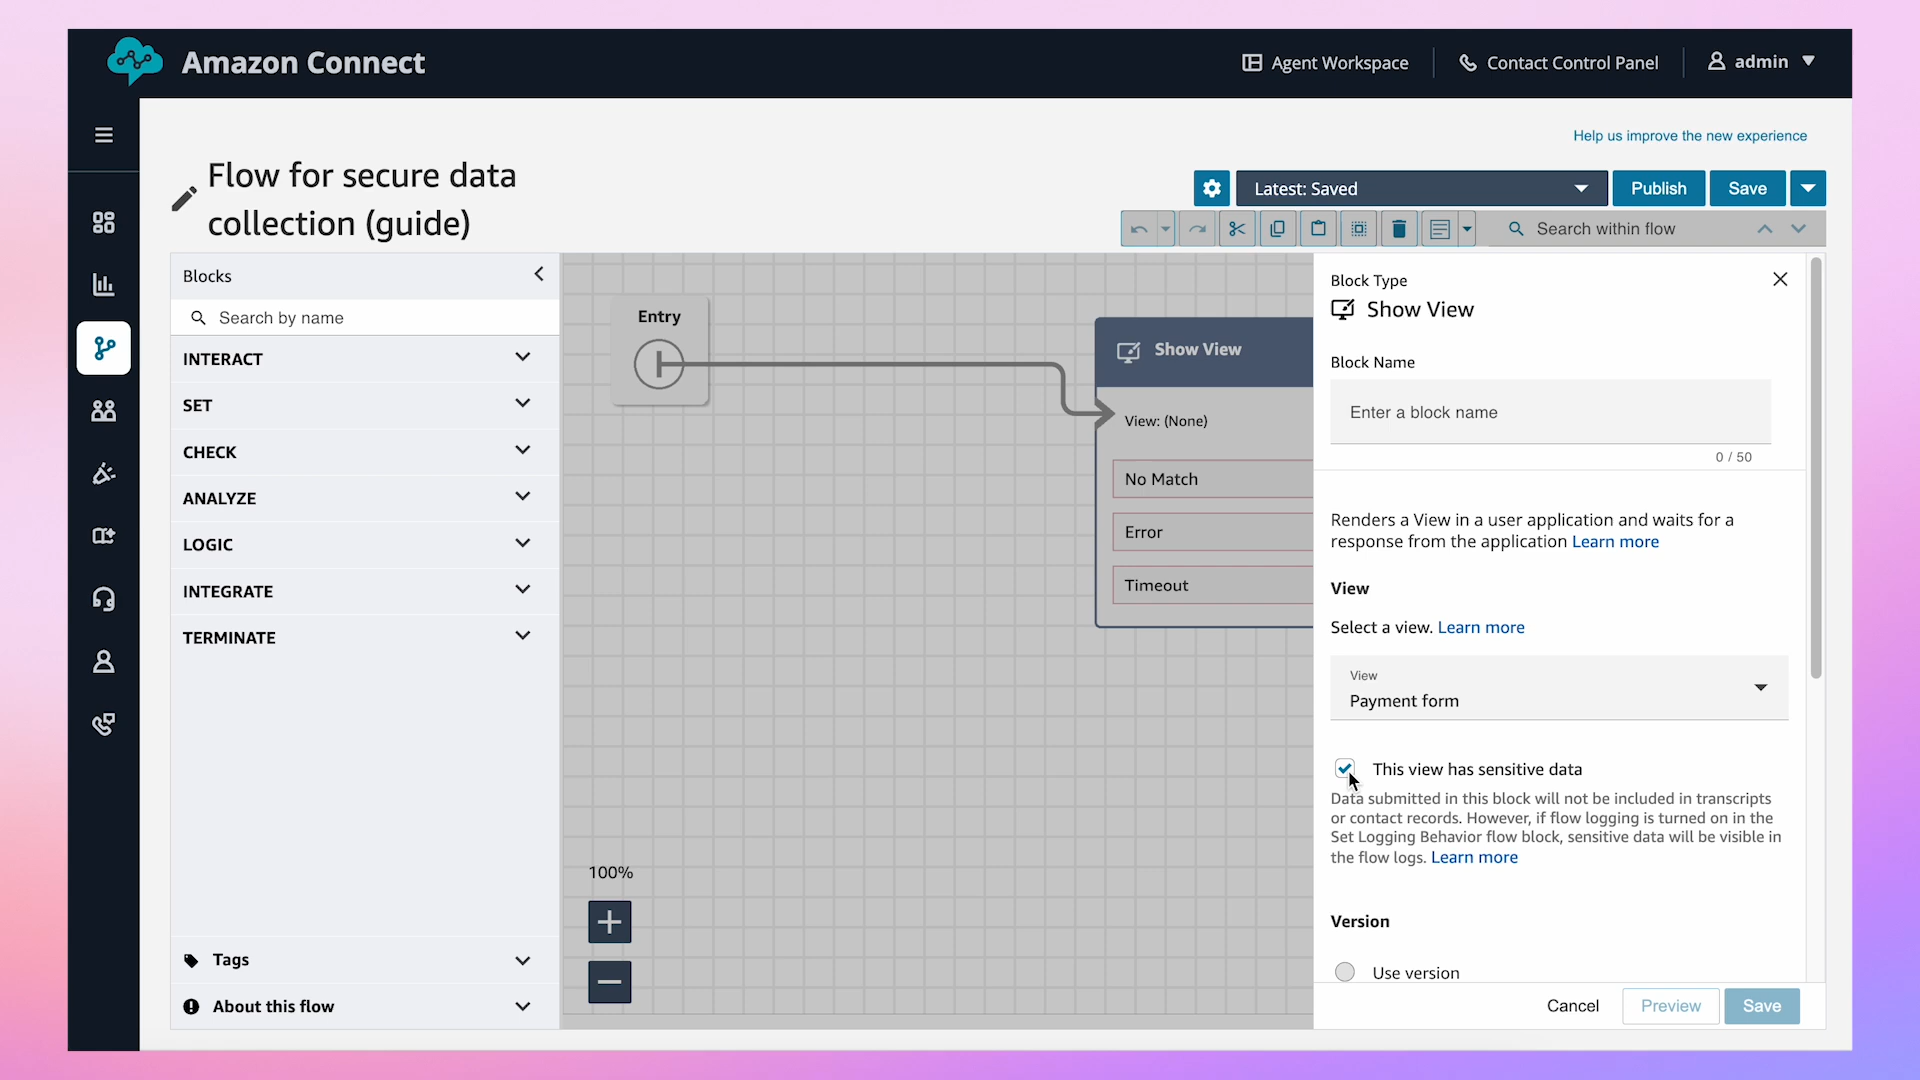 Amazon Connect
Agent Workspace
Contact Control Panel
admin
Help us improve the new experience
Flow for secure data
collection (guide)
Latest: Saved
Publish
Save
Search within flow
Blocks
Search by name
INTERACT
SET
CHECK
ANALYZE
LOGIC
INTEGRATE
TERMINATE
Tags
About this flow
Entry
Show View
View: (None)
No Match
Error
Timeout
100%
Block Type
Show View
Block Name
Enter a block name
0 / 50
Renders a View in a user application and waits for a
response from the application Learn more
View
Select a view. Learn more
View
Payment form
This view has sensitive data
Data submitted in this block will not be included in transcripts
or contact records. However, if flow logging is turned on in the
Set Logging Behavior flow block, sensitive data will be visible in
the flow logs. Learn more
Version
Use version
Cancel
Preview
Save